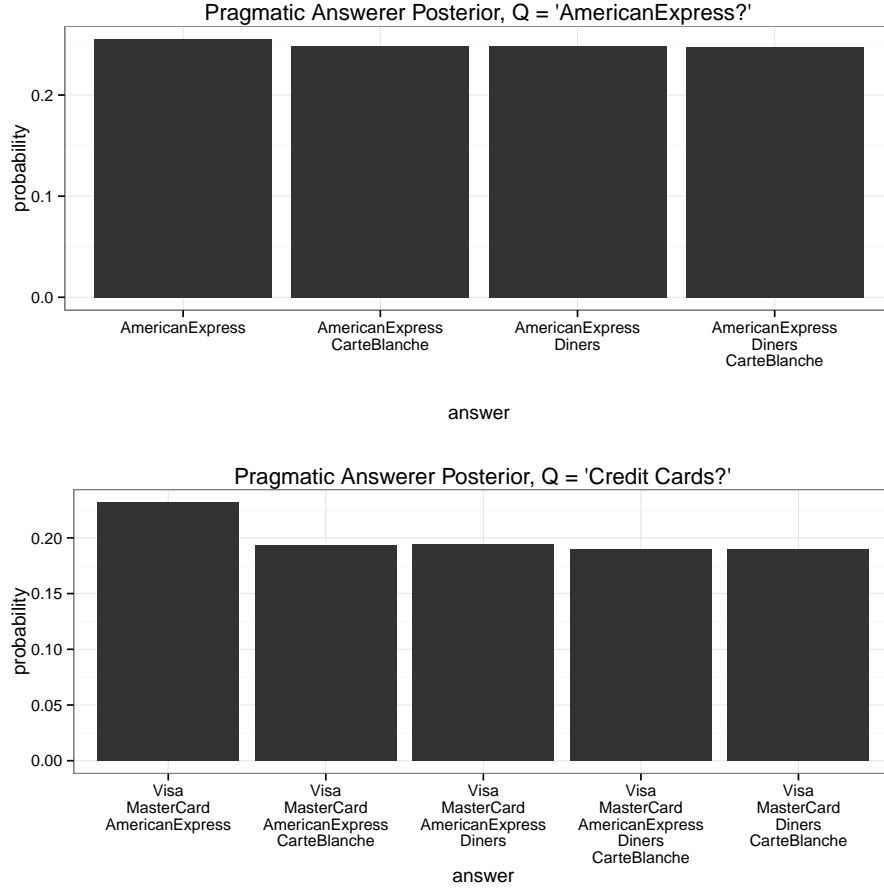 Pragmatic Answerer Posterior, Q = 'AmericanExpress?'
probability
0.2
0.1
0.0
AmericanExpress
AmericanExpress
CarteBlanche
AmericanExpress
Diners
AmericanExpress
Diners
CarteBlanche
answer
Pragmatic Answerer Posterior, Q = 'Credit Cards?'
probability
0.20
0.15
0.10
0.05
0.00
Visa
MasterCard
AmericanExpress
Visa
MasterCard
AmericanExpress
CarteBlanche
Visa
MasterCard
AmericanExpress
Diners
Visa
MasterCard
AmericanExpress
Diners
CarteBlanche
Visa
MasterCard
Diners
CarteBlanche
answer